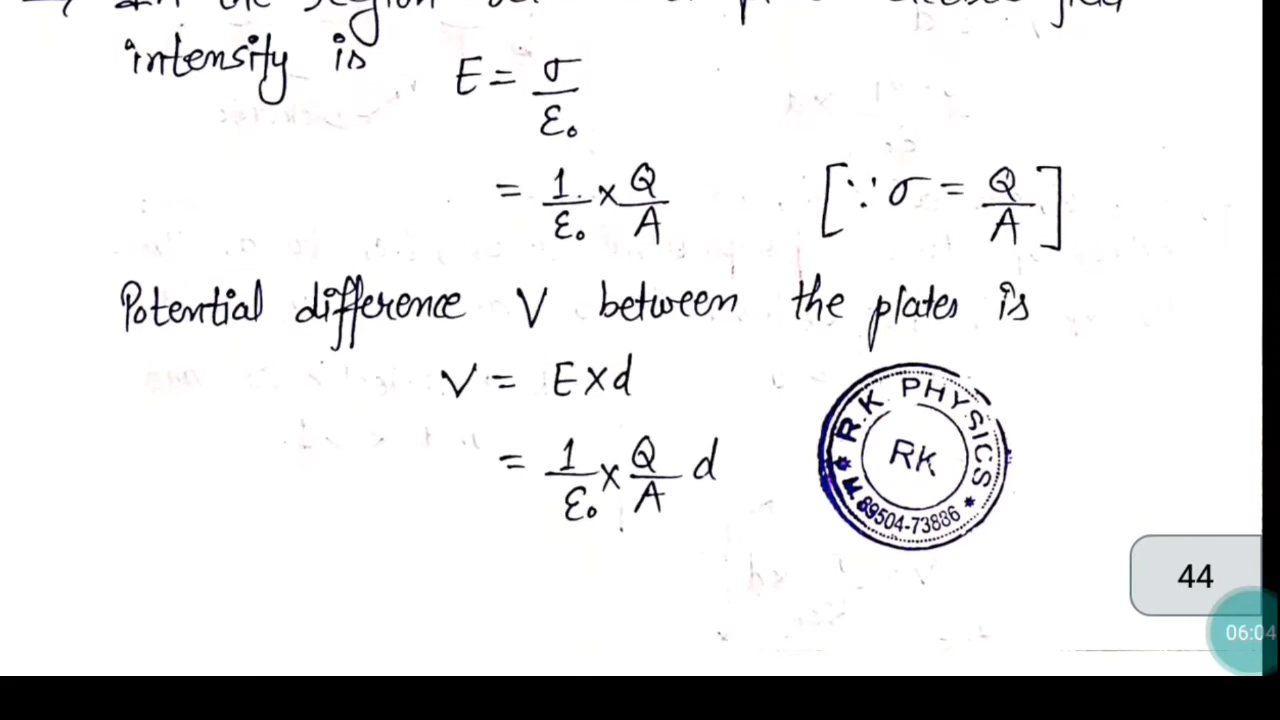 region
intensity is
E = σ/ε₀
= 1/ε₀ × Q/A [∵ σ = Q/A]
Potential difference V between the plates is
V = E×d
= 1/ε₀ × Q/A d
R.K. PHYSICS
RK
M. 89504-73886
44
06:04